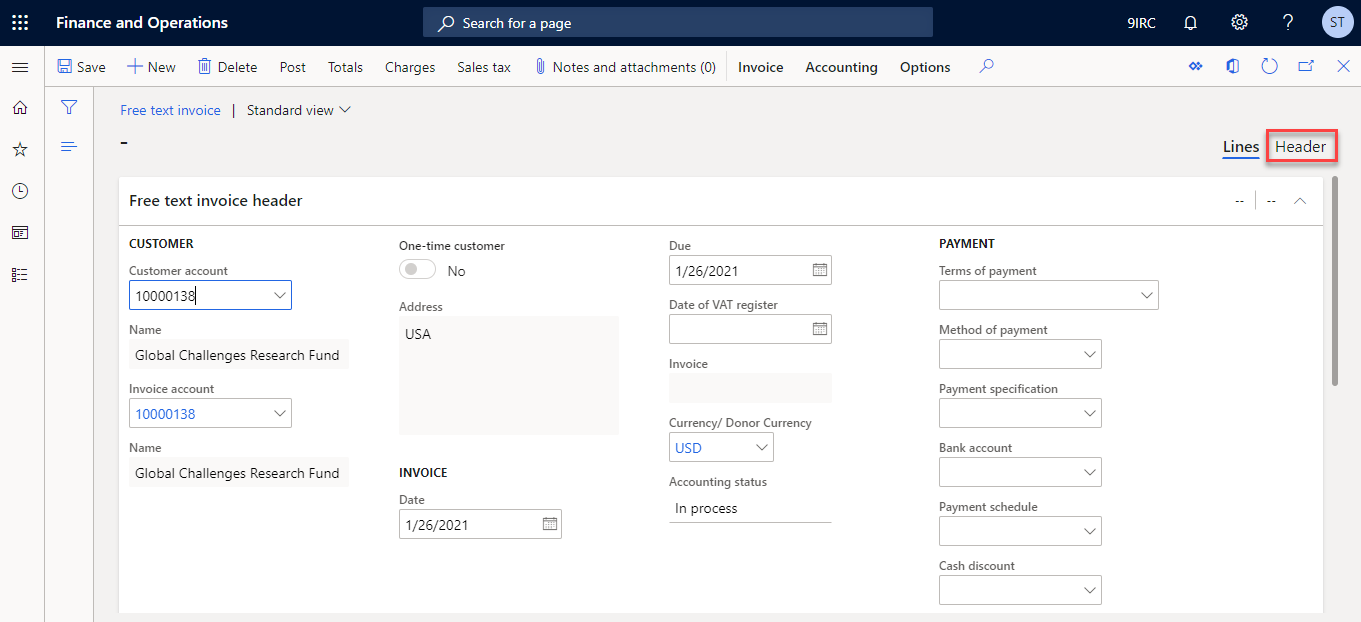 Finance and Operations
Search for a page
9IRC
?
ST
Save
New
Delete
Post
Totals
Charges
Sales tax
Notes and attachments (0)
Invoice
Accounting
Options
Free text invoice | Standard view
-
Lines
Header
Free text invoice header
-- | --
CUSTOMER
Customer account
10000138
Name
Global Challenges Research Fund
Invoice account
10000138
Name
Global Challenges Research Fund
One-time customer
No
Address
USA
INVOICE
Date
1/26/2021
Due
1/26/2021
Date of VAT register
Invoice
Currency/ Donor Currency
USD
Accounting status
In process
PAYMENT
Terms of payment
Method of payment
Payment specification
Bank account
Payment schedule
Cash discount